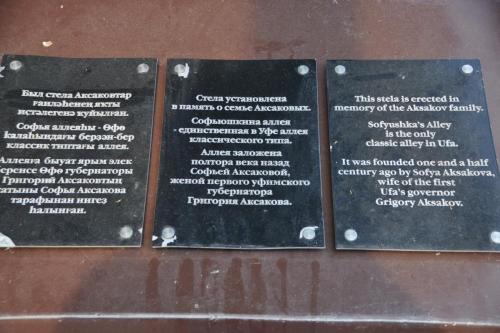 Был стела Аксаковтар
ғаиләһенең яҡты
иҫтәлегенә ҡуйылған.
Софья аллеяһы - Өфө
ҡалаһындағы берҙән-бер
классик типтағы аллея.
Аллеяға быуат ярым элек
беренсе Өфө губернаторы
Григорий Аксаковтың
ҡатыны Софья Аксакова
тарафынан нигеҙ
һалынған.
Стела установлена
в память о семье Аксаковых.
Софьюшкина аллея
- единственная в Уфе аллея
классического типа.
Аллея заложена
полтора века назад
Софьей Аксаковой,
женой первого уфимского
губернатора
Григория Аксакова.
This stela is erected in
memory of the Aksakov family.
Sofyushka's Alley
is the only
classic alley in Ufa.
It was founded one and a half
century ago by Sofya Aksakova,
wife of the first
Ufa's governor
Grigory Aksakov.